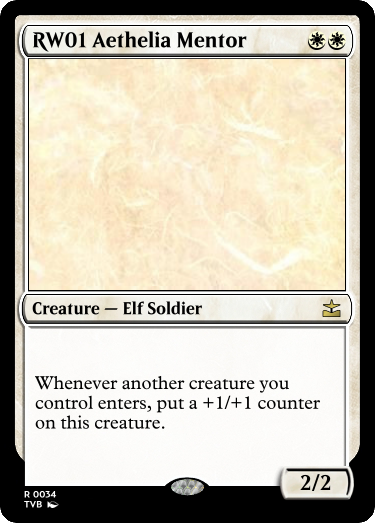 RW01 Aethelia Mentor
Creature — Elf Soldier
Whenever another creature you
control enters, put a +1/+1 counter
on this creature.
2/2
R 0034
TVB